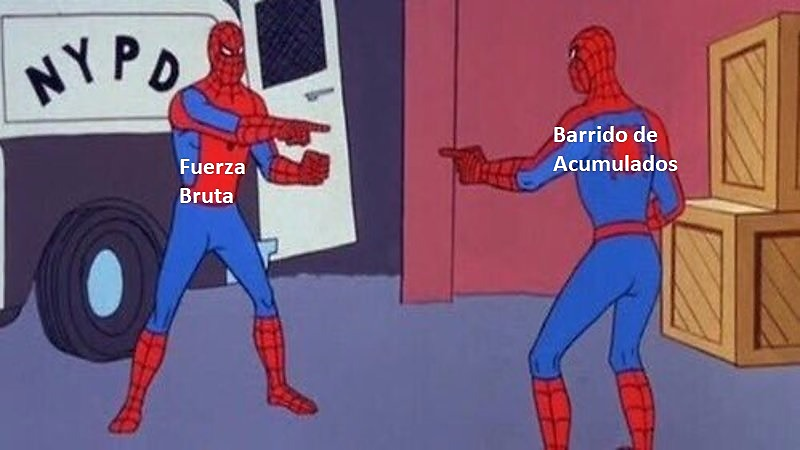 NYPD
Fuerza
Bruta
Barrido de
Acumulados